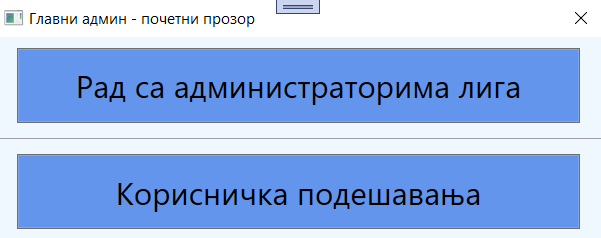 Главни админ - почетни прозор
Рад са администраторима лига
Корисничка подешавања